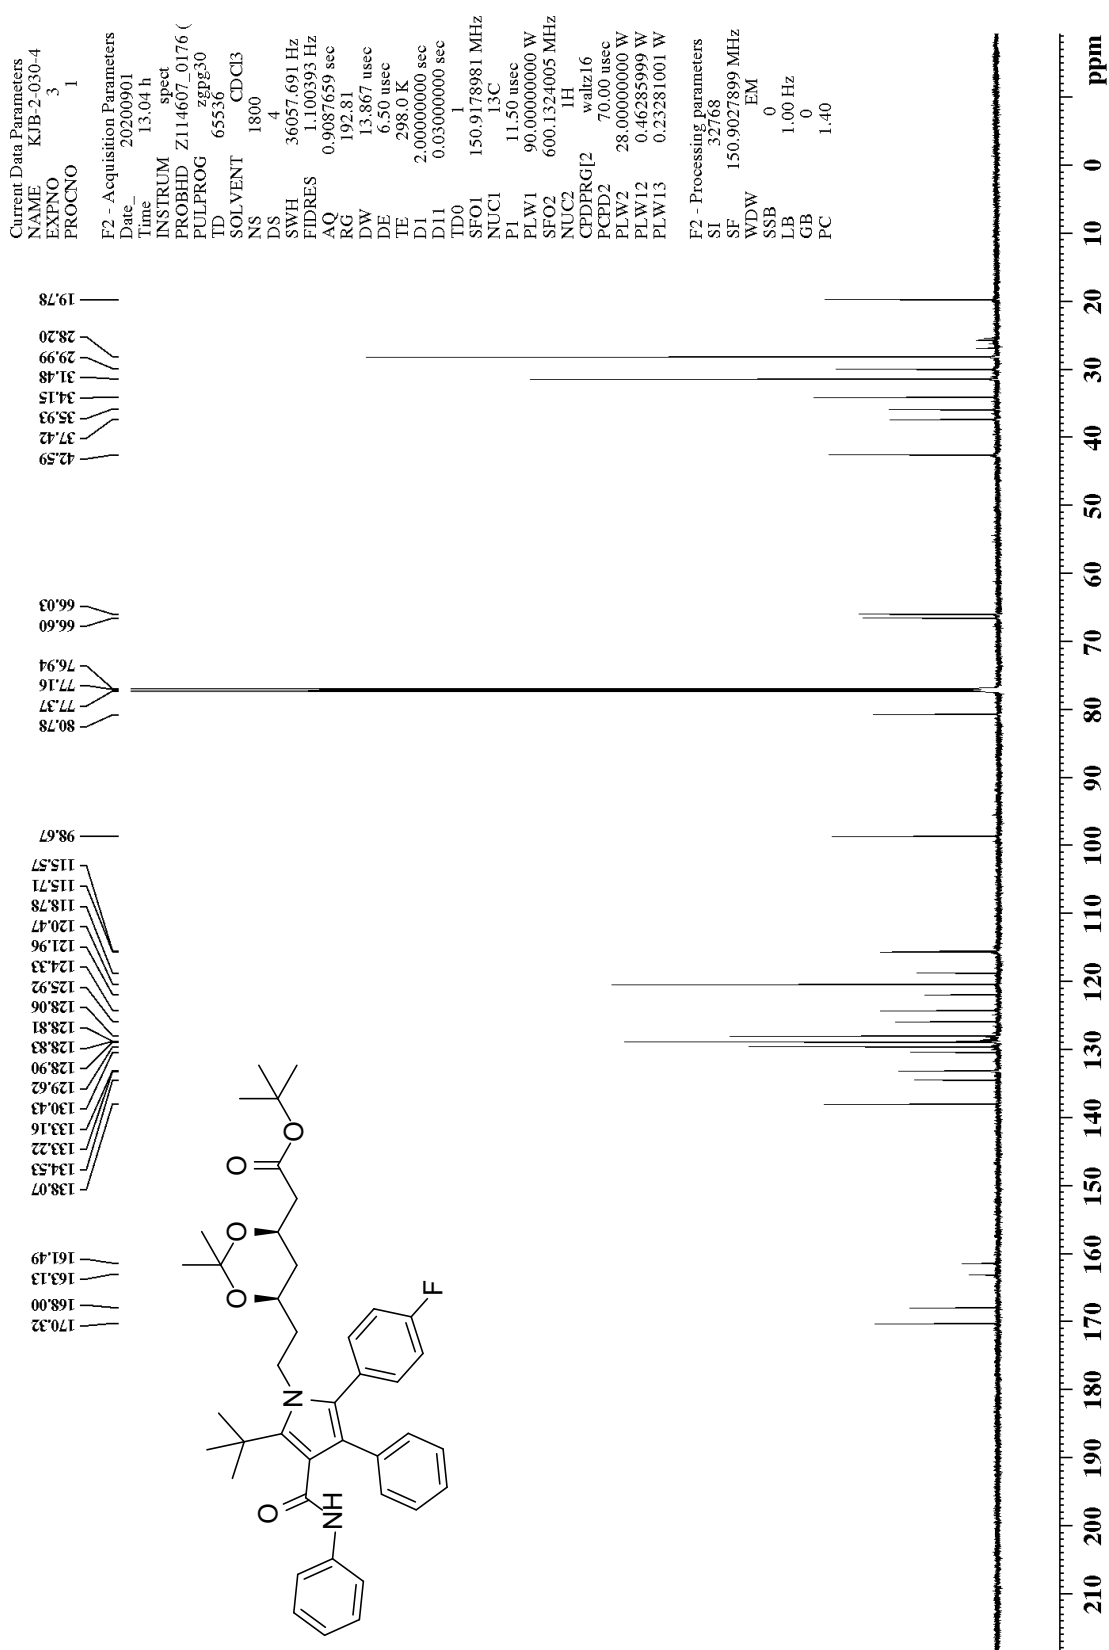 Current Data Parameters
NAME KJB-2-030-4
EXPNO 3
PROCNO 1
F2 - Acquisition Parameters
Date_ 20200901
Time 13.04 h
INSTRUM spect
PROBHD Z114607_0176 (
PULPROG zgpg30
TD 65536
SOLVENT CDCl3
NS 1800
DS 4
SWH 36057.691 Hz
FIDRES 1.100393 Hz
AQ 0.9087659 sec
RG 192.81
DW 13.867 usec
DE 6.50 usec
TE 298.0 K
D1 2.00000000 sec
D11 0.03000000 sec
TD0 1
SFO1 150.9178981 MHz
NUC1 13C
P1 11.50 usec
PLW1 90.00000000 W
SFO2 600.1324005 MHz
NUC2 1H
CPDPRG[2 waltz16
PCPD2 70.00 usec
PLW2 28.00000000 W
PLW12 0.46285999 W
PLW13 0.23281001 W
F2 - Processing parameters
SI 32768
SF 150.9027899 MHz
WDW EM
SSB 0
LB 1.00 Hz
GB 0
PC 1.40
170.32
168.00
163.13
161.49
138.07
134.53
133.22
133.16
130.43
129.62
128.90
128.83
128.81
128.06
125.92
124.33
121.96
120.47
118.78
115.71
115.57
98.67
80.78
77.37
77.16
76.94
66.60
66.03
42.59
37.42
35.93
34.15
31.48
29.99
28.20
19.78
O
NH
N
F
O
O
O
O
210 200 190 180 170 160 150 140 130 120 110 100 90 80 70 60 50 40 30 20 10 0 ppm